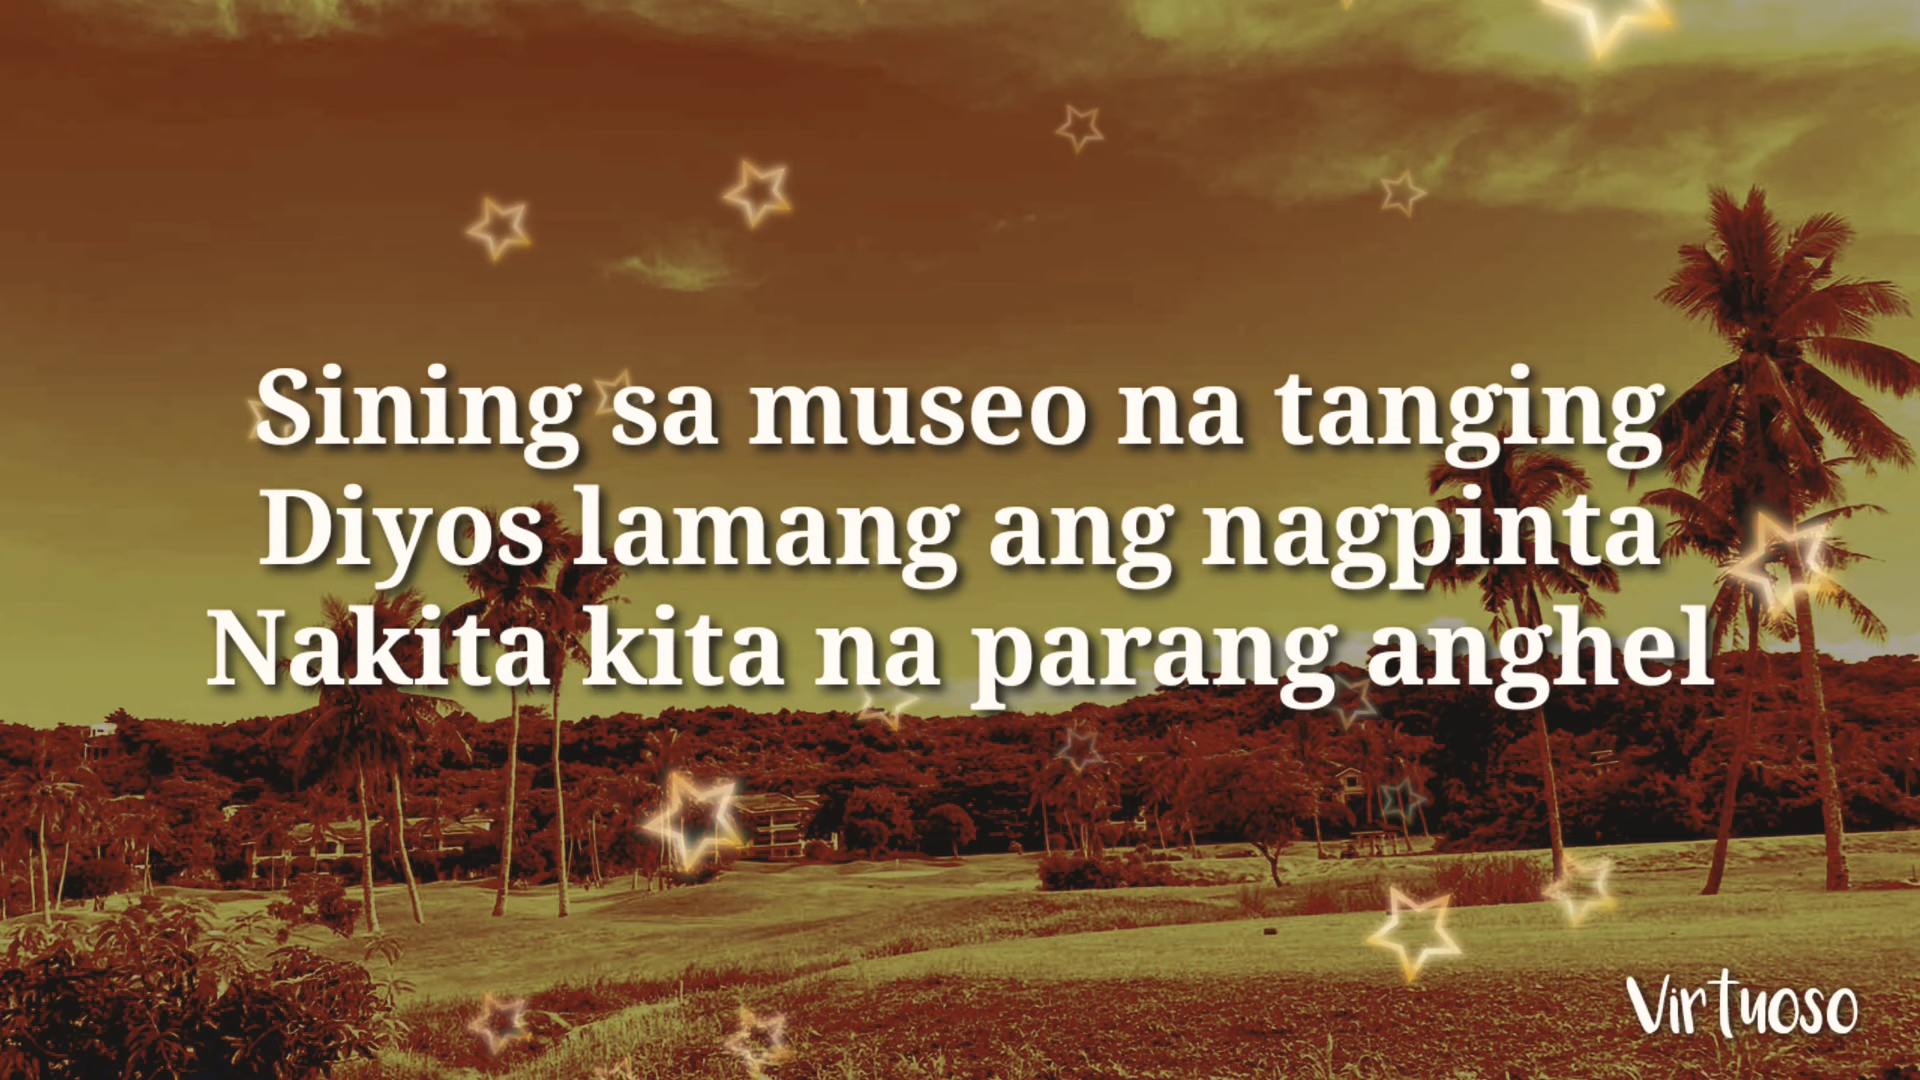 Sining sa museo na tanging
Diyos lamang ang nagpinta
Nakita kita na parang anghel
Virtuoso